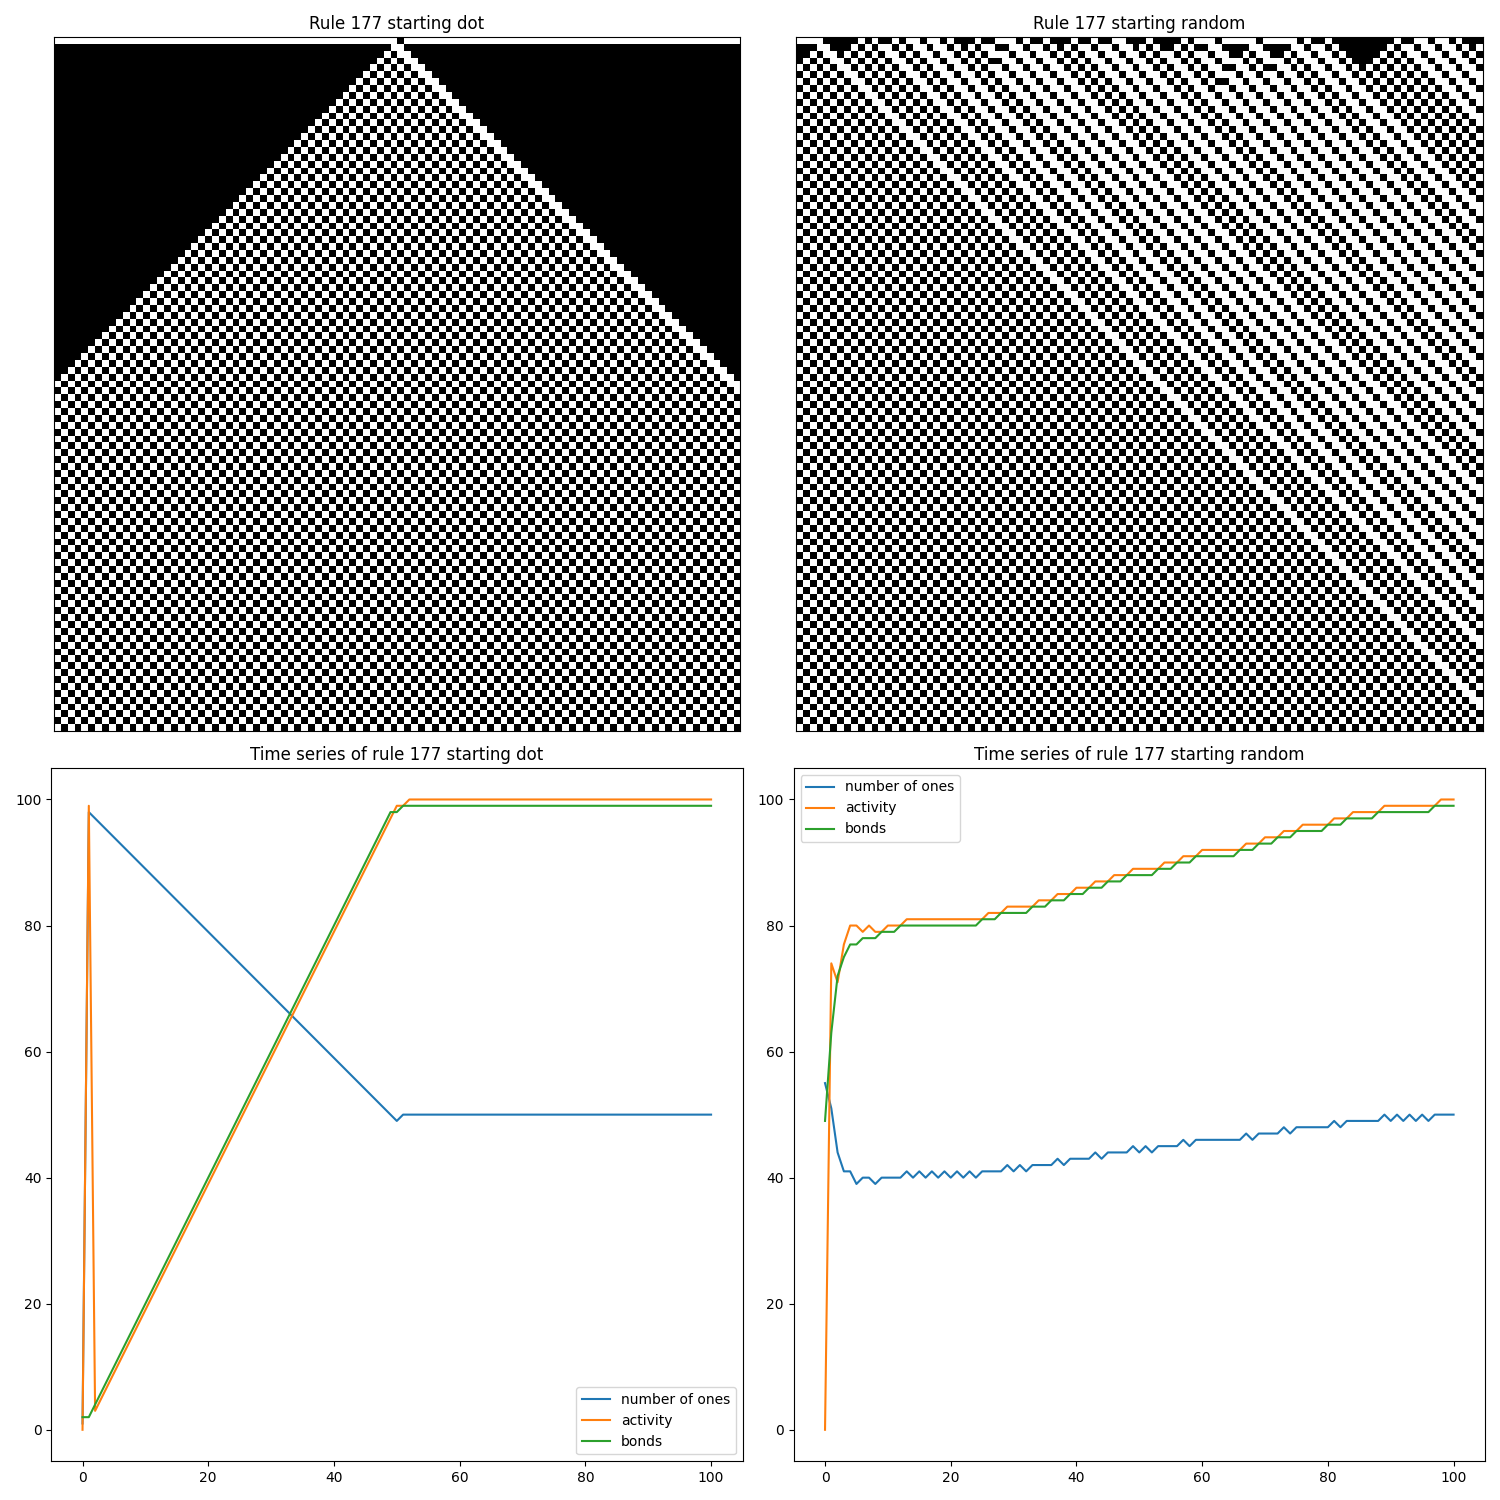 Rule 177 starting dot
Rule 177 starting random
Time series of rule 177 starting dot
100
80
60
40
20
0
0
20
40
60
80
100
number of ones
activity
bonds
Time series of rule 177 starting random
number of ones
activity
bonds
100
80
60
40
20
0
0
20
40
60
80
100